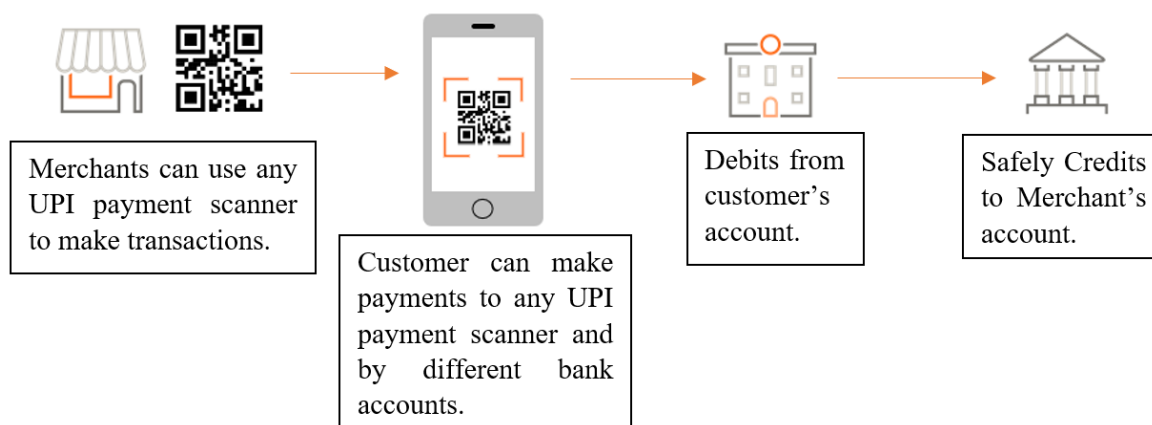 Merchants can use any
UPI payment scanner
to make transactions.
Customer can make
payments to any UPI
payment scanner and
by different bank
accounts.
Debits from
customer’s
account.
Safely Credits
to Merchant’s
account.